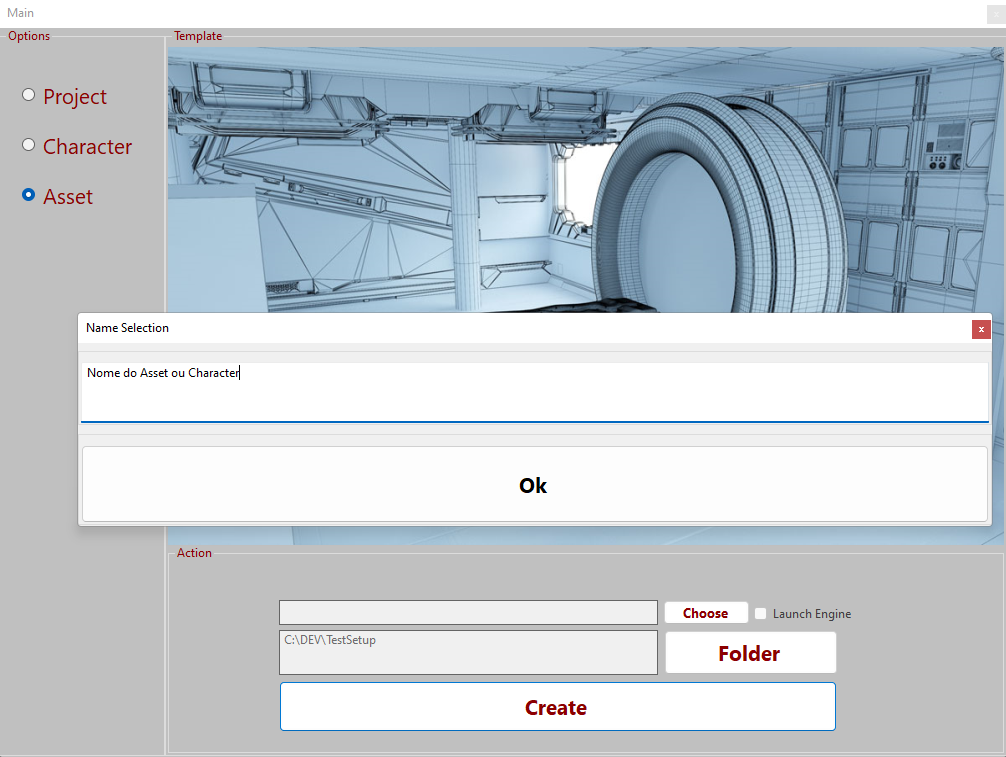 Main
Options
Template
Project
Character
Asset
Name Selection
x
Nome do Asset ou Character
Ok
Action
Choose
Launch Engine
C:\DEV\TestSetup
Folder
Create